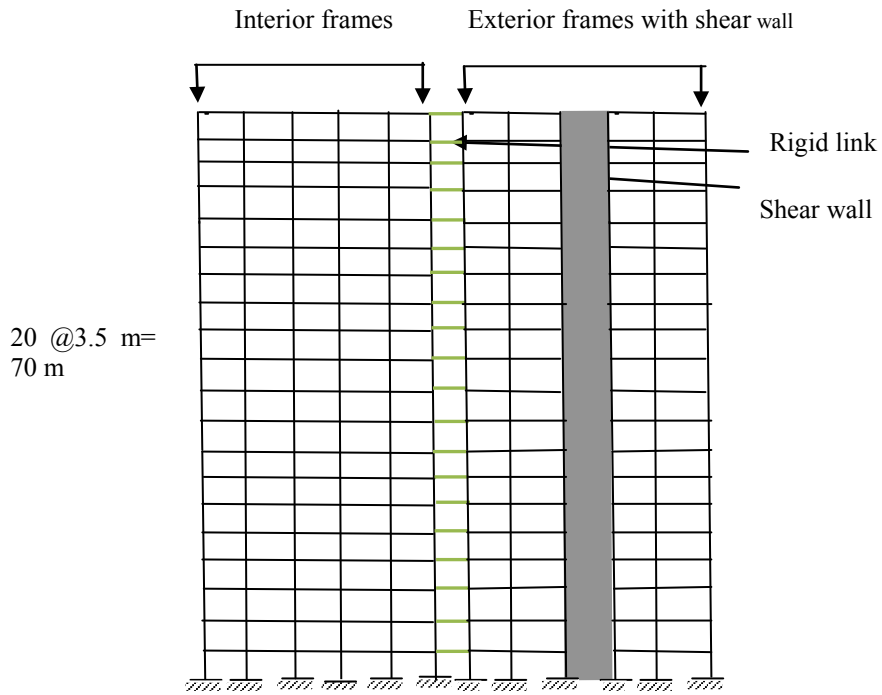 Interior frames
Exterior frames with shear wall
Rigid link
Shear wall
20 @3.5 m=
70 m